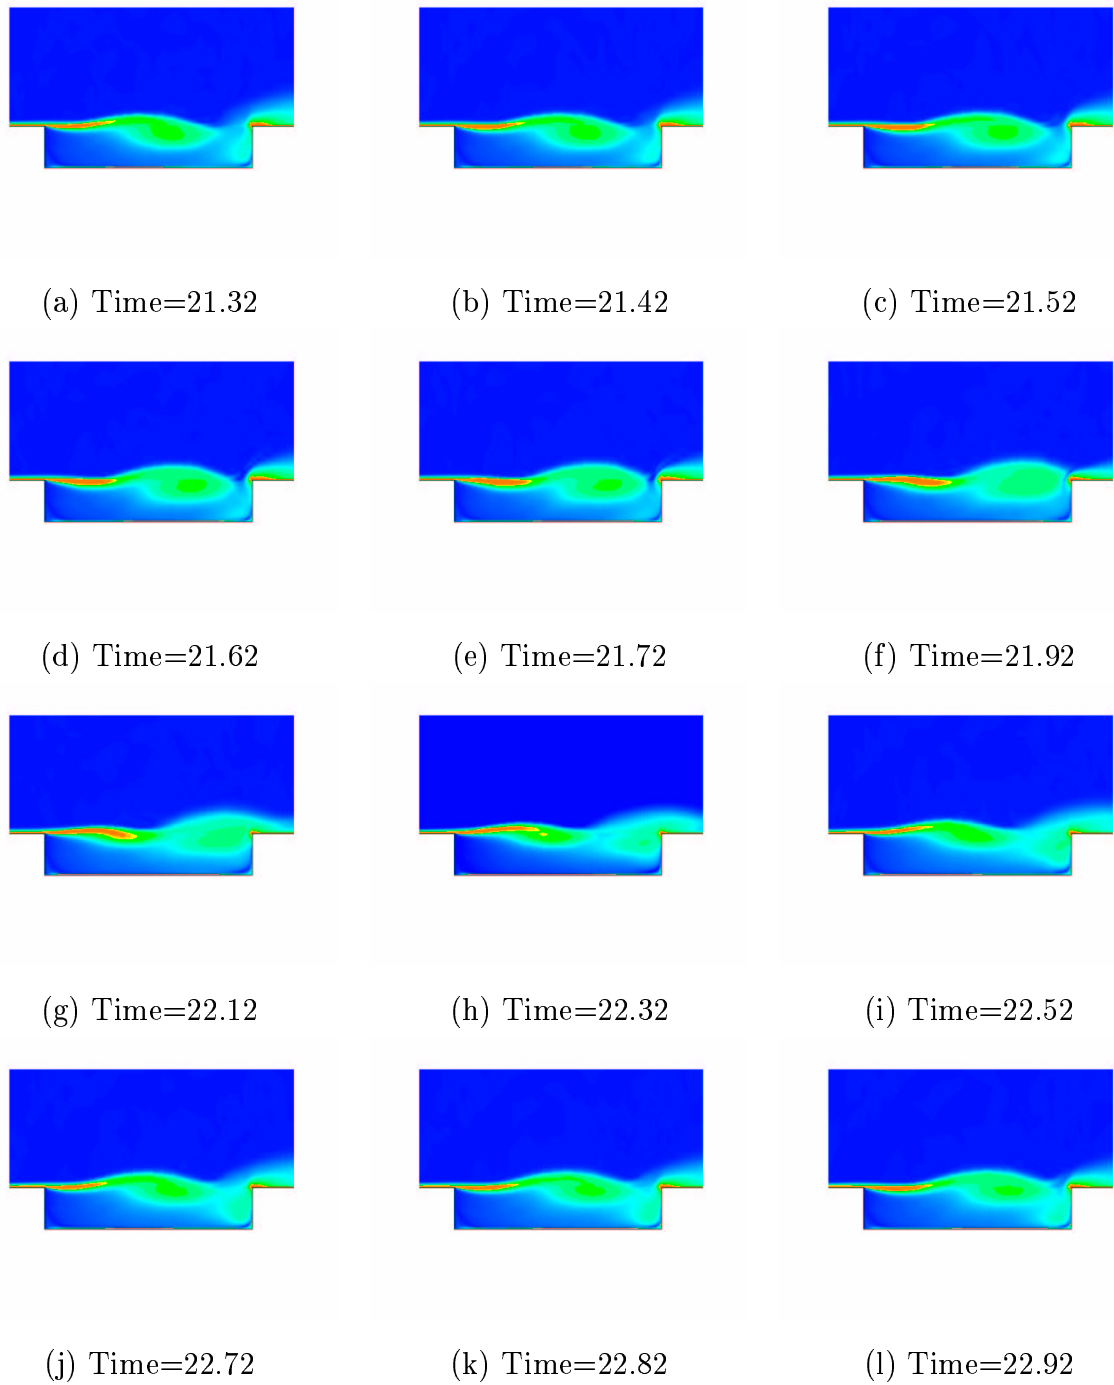 (a) Time=21.32
(b) Time=21.42
(c) Time=21.52
(d) Time=21.62
(e) Time=21.72
(f) Time=21.92
(g) Time=22.12
(h) Time=22.32
(i) Time=22.52
(j) Time=22.72
(k) Time=22.82
(l) Time=22.92